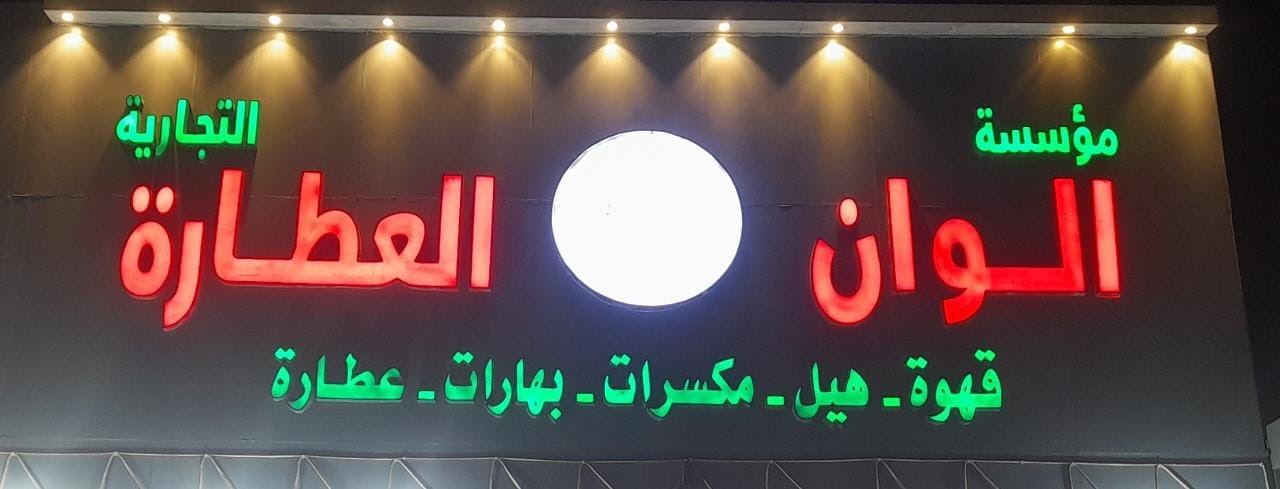 مؤسسة التجارية
الوان العطارة
قهوة - هيل - مكسرات - بهارات - عطارة